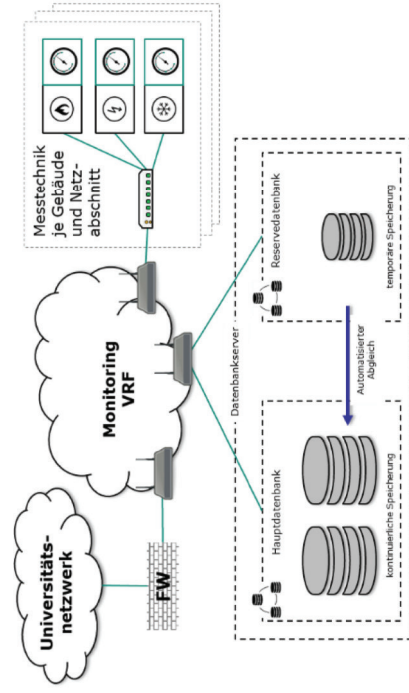 Universitäts-
netzwerk
FW
Monitoring
VRF
Messtechnik
je Gebäude
und Netz-
abschnitt
Datenbankserver
Hauptdatenbank
kontinuierliche Speicherung
Automatisierter
Abgleich
Reservedatenbank
temporäre Speicherung